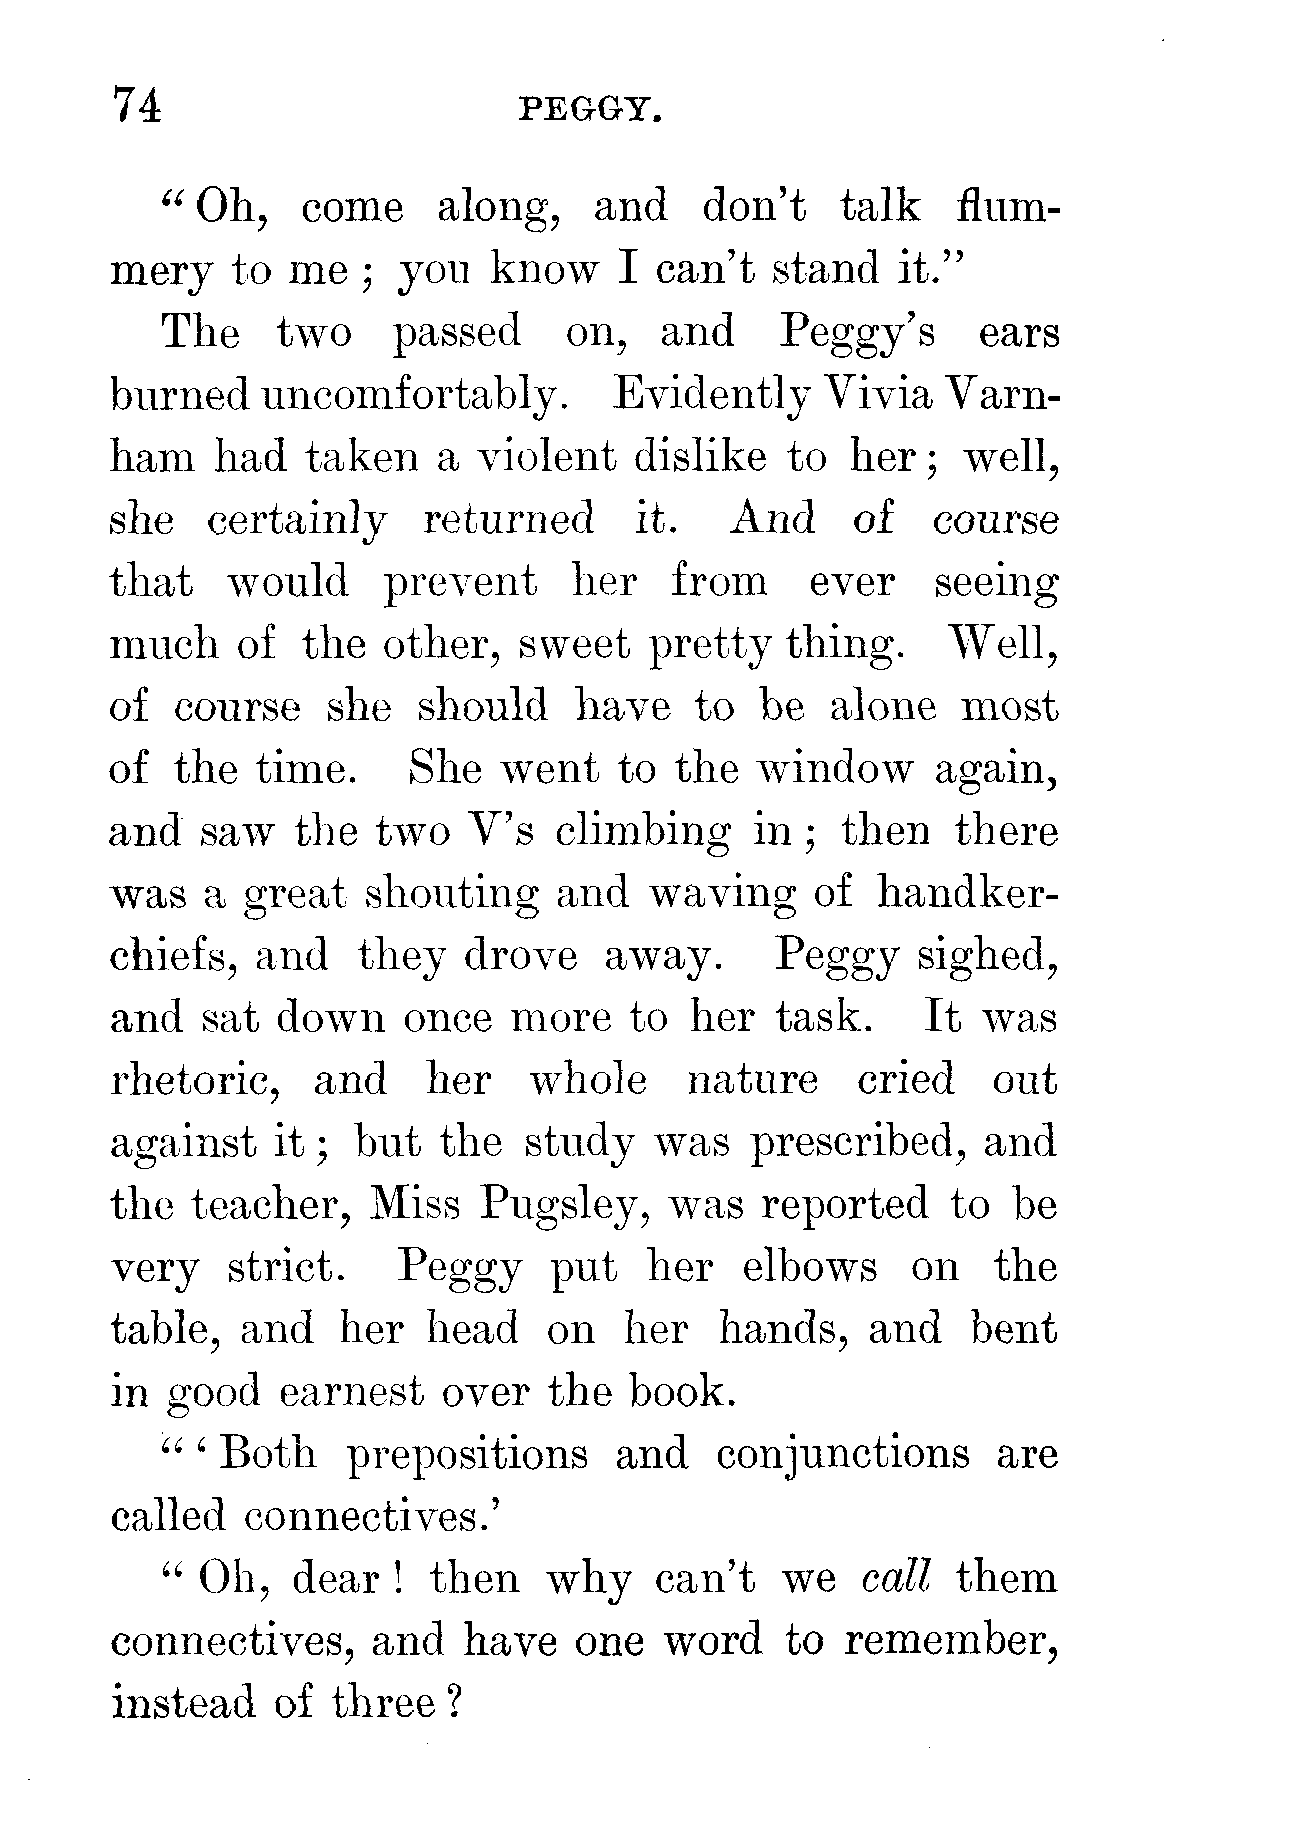 74 PEGGY.
“Oh, come along, and don't talk flum-
mery to me ; you know I can't stand it.”
The two passed on, and Peggy's ears
burned uncomfortably. Evidently Vivia Varn-
ham had taken a violent dislike to her ; well,
she certainly returned it. And of course
that would prevent her from ever seeing
much of the other, sweet pretty thing. Well,
of course she should have to be alone most
of the time. She went to the window again,
and saw the two V's climbing in ; then there
was a great shouting and waving of handker-
chiefs, and they drove away. Peggy sighed,
and sat down once more to her task. It was
rhetoric, and her whole nature cried out
against it ; but the study was prescribed, and
the teacher, Miss Pugsley, was reported to be
very strict. Peggy put her elbows on the
table, and her head on her hands, and bent
in good earnest over the book.
“ ‘ Both prepositions and conjunctions are
called connectives.’
“ Oh, dear ! then why can't we call them
connectives, and have one word to remember,
instead of three ?